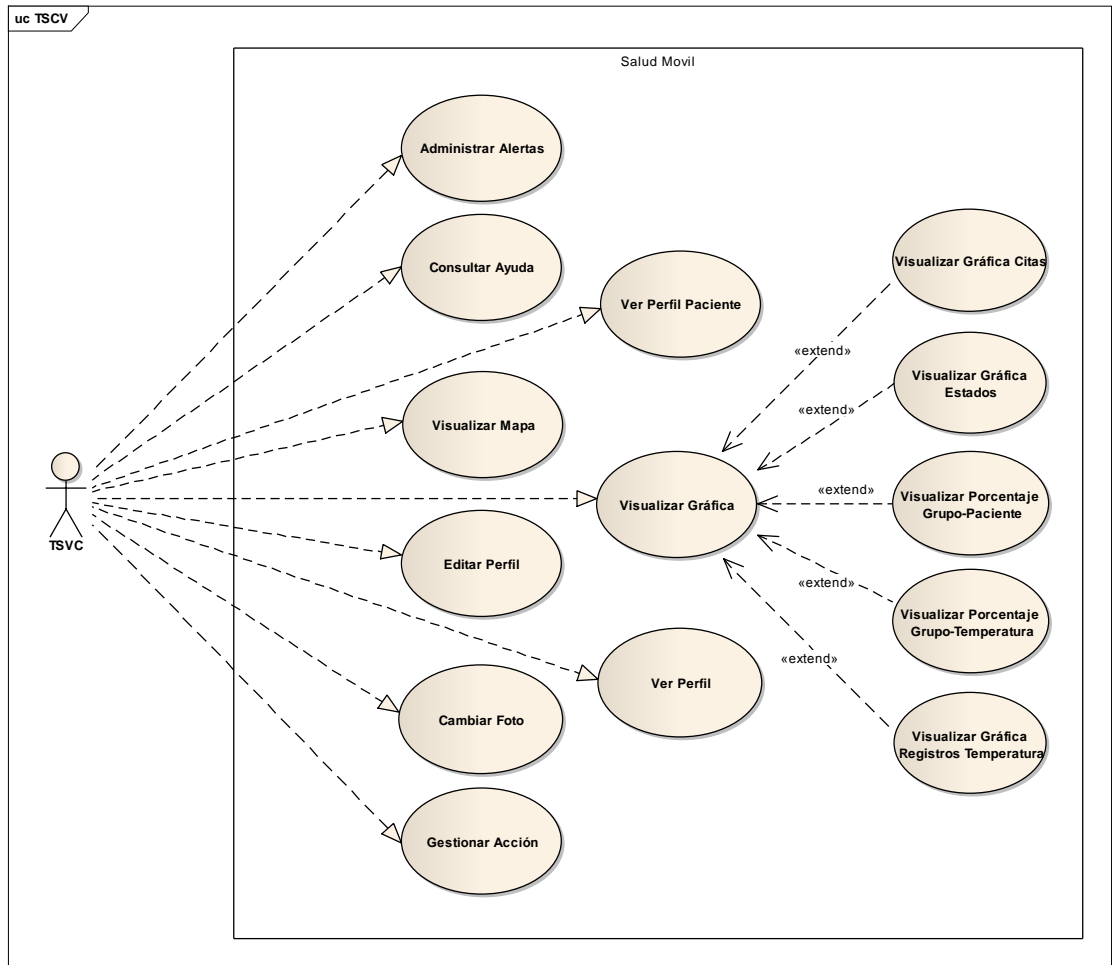 uc TSCV
Salud Movil
Administrar Alertas
Consultar Ayuda
Ver Perfil Paciente
Visualizar Mapa
Visualizar Gráfica
Editar Perfil
Ver Perfil
Cambiar Foto
Gestionar Acción
TSVC
Visualizar Gráfica Citas
Visualizar Gráfica
Estados
Visualizar Porcentaje
Grupo-Paciente
Visualizar Porcentaje
Grupo-Temperatura
Visualizar Gráfica
Registros Temperatura
«extend»
«extend»
«extend»
«extend»
«extend»